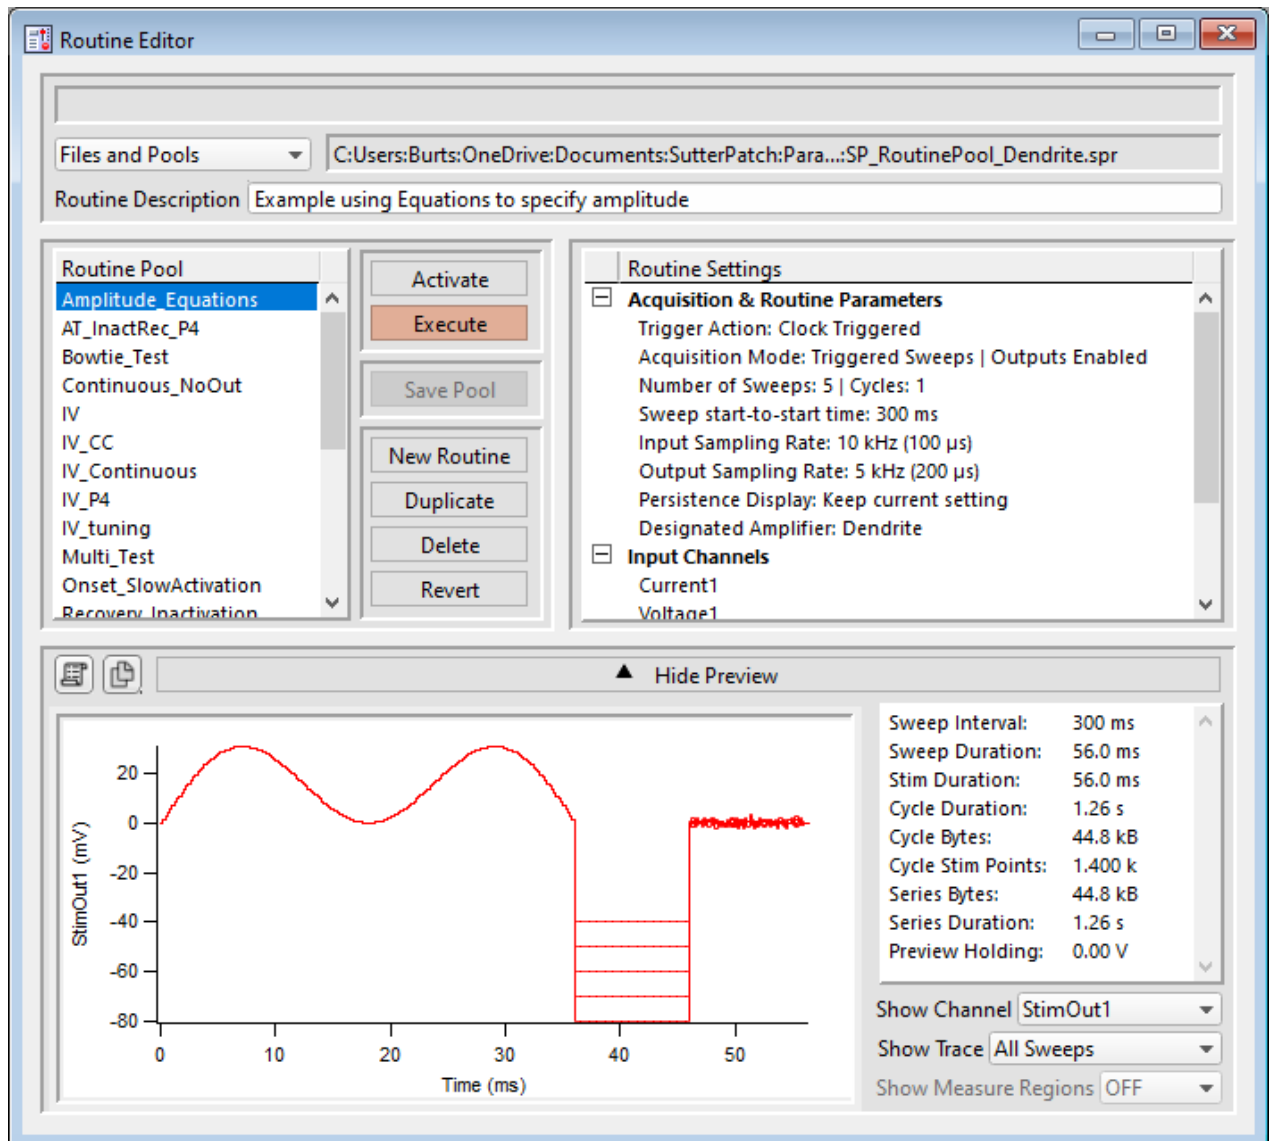 Routine Editor
Files and Pools
C:Users:Burts:OneDrive:Documents:SutterPatch:Para...:SP_RoutinePool_Dendrite.spr
Routine Description Example using Equations to specify amplitude
Routine Pool
Amplitude_Equations
AT_InactRec_P4
Bowtie_Test
Continuous_NoOut
IV
IV_CC
IV_Continuous
IV_P4
IV_tuning
Multi_Test
Onset_SlowActivation
Recovery_Inactivation
Activate
Execute
Save Pool
New Routine
Duplicate
Delete
Revert
Routine Settings
Acquisition & Routine Parameters
Trigger Action: Clock Triggered
Acquisition Mode: Triggered Sweeps | Outputs Enabled
Number of Sweeps: 5 | Cycles: 1
Sweep start-to-start time: 300 ms
Input Sampling Rate: 10 kHz (100 µs)
Output Sampling Rate: 5 kHz (200 µs)
Persistence Display: Keep current setting
Designated Amplifier: Dendrite
Input Channels
Current1
Voltage1
Hide Preview
StimOut1 (mV)
20
0
-20
-40
-60
-80
0 10 20 30 40 50
Time (ms)
Sweep Interval: 300 ms
Sweep Duration: 56.0 ms
Stim Duration: 56.0 ms
Cycle Duration: 1.26 s
Cycle Bytes: 44.8 kB
Cycle Stim Points: 1.400 k
Series Bytes: 44.8 kB
Series Duration: 1.26 s
Preview Holding: 0.00 V
Show Channel StimOut1
Show Trace All Sweeps
Show Measure Regions OFF